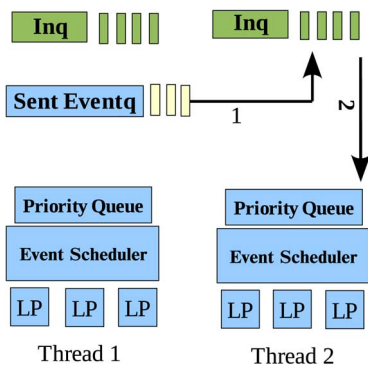 Inq
Inq
Sent Eventq
1
2
Priority Queue
Priority Queue
Event Scheduler
Event Scheduler
LP LP LP
LP LP LP
Thread 1
Thread 2